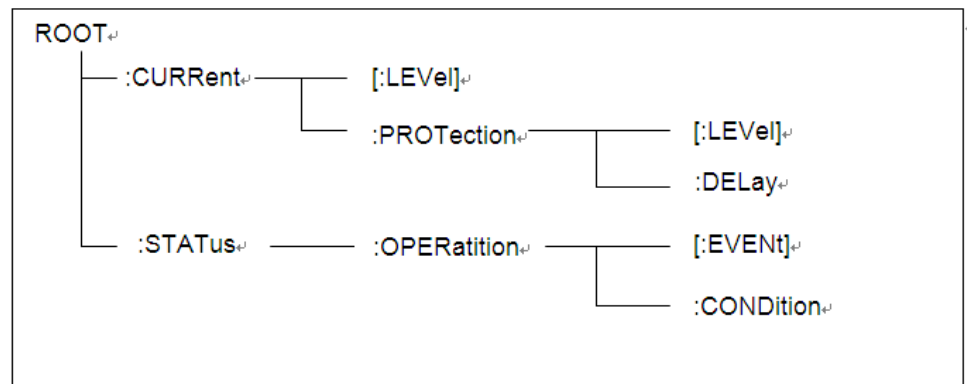 ROOT
:CURRent [:LEVel]
:PROTection [:LEVel]
:DELay
:STATus :OPERatition [:EVENt]
:CONDition